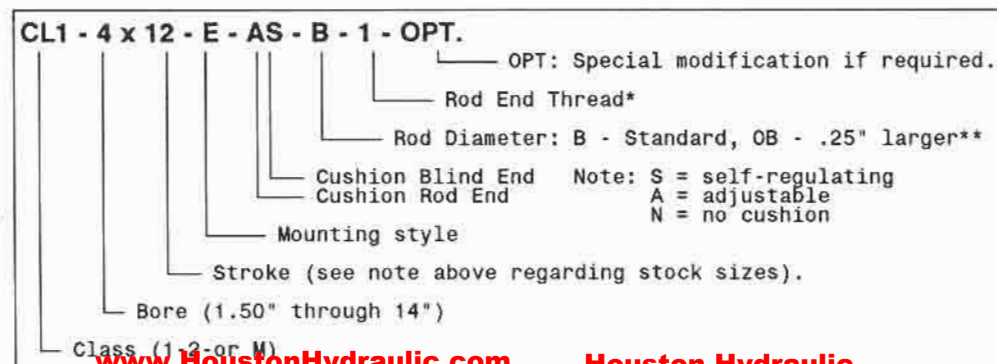 CL1 - 4 x 12 - E - AS - B - 1 - OPT.
OPT: Special modification if required.
Rod End Thread*
Rod Diameter: B - Standard, OB - .25" larger**
Cushion Blind End Note: S = self-regulating
Cushion Rod End A = adjustable
N = no cushion
Mounting style
Stroke (see note above regarding stock sizes).
Bore (1.50" through 14")
Class (1-2-or M)
www.HoustonHydraulic.com Houston Hydraulic